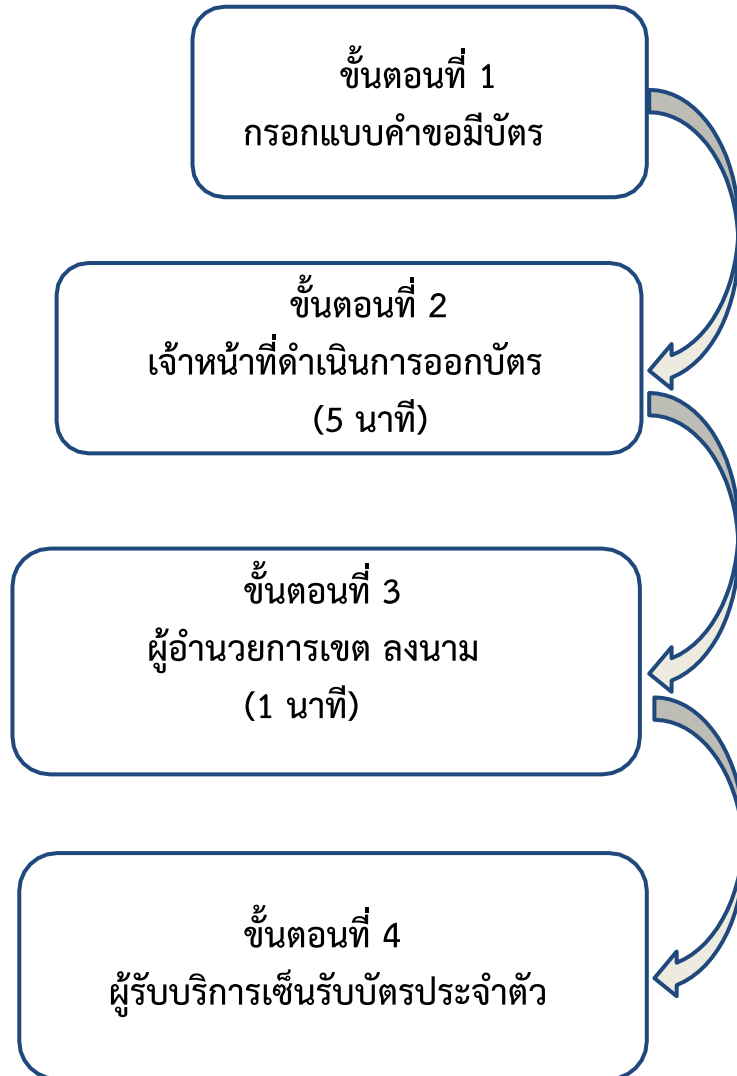 ขั้นตอนที่ 1
กรอกแบบคำขอมีบัตร
ขั้นตอนที่ 2
เจ้าหน้าที่ดำเนินการออกบัตร
(5 นาที)
ขั้นตอนที่ 3
ผู้อำนวยการเขต ลงนาม
(1 นาที)
ขั้นตอนที่ 4
ผู้รับบริการเซ็นรับบัตรประจำตัว